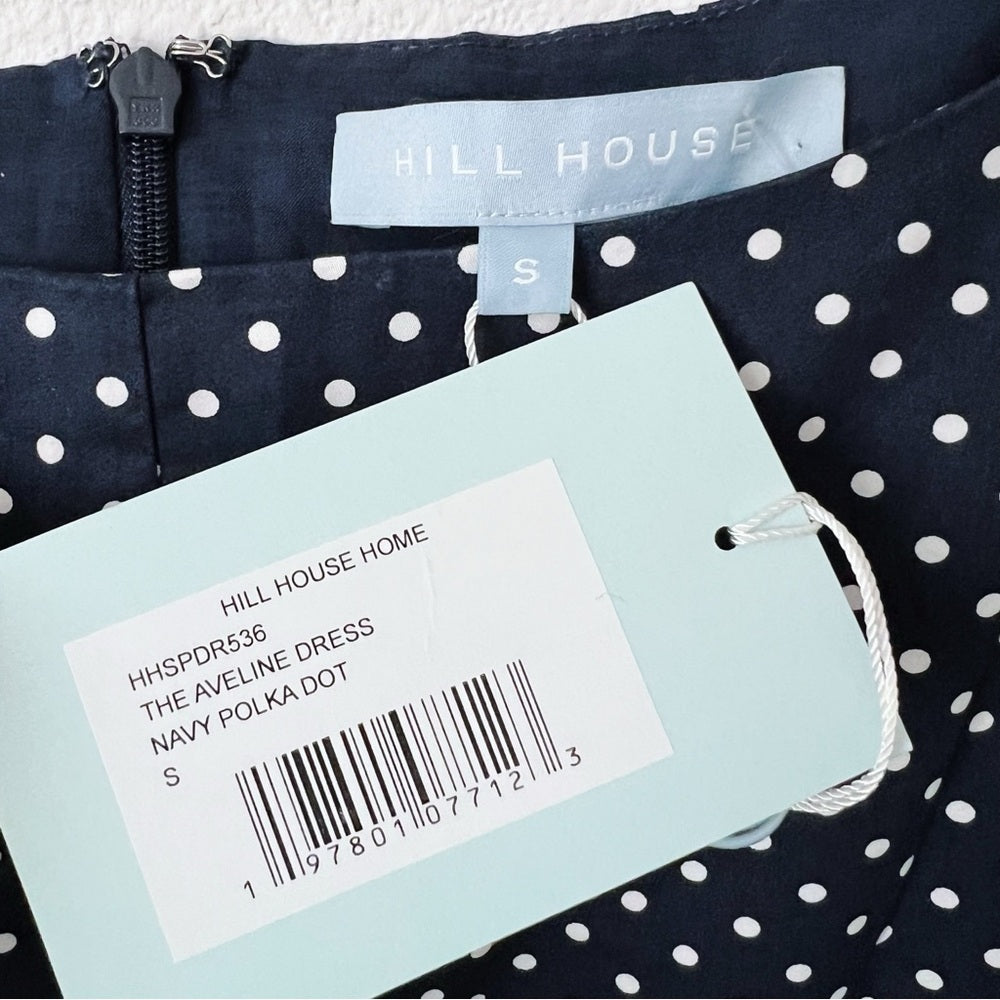 HILL HOUSE
S
HILL HOUSE HOME
HHSPDR536
THE AVELINE DRESS
NAVY POLKA DOT
S
1 97801 07712 3